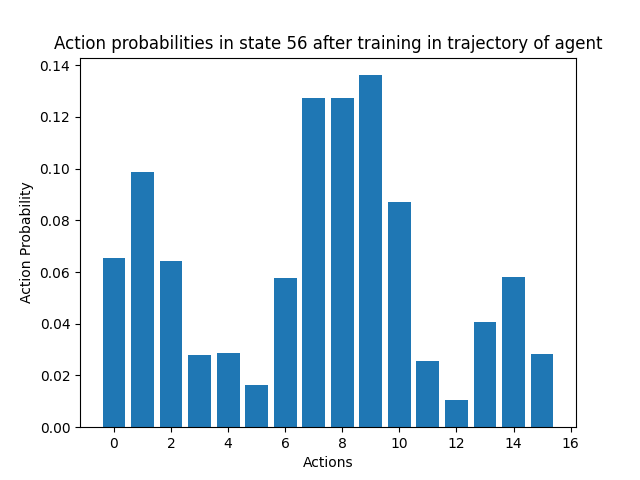 Action probabilities in state 56 after training in trajectory of agent
0.14
0.12
0.10
0.08
0.06
0.04
0.02
0.00
Action Probability
0 2 4 6 8 10 12 14 16
Actions